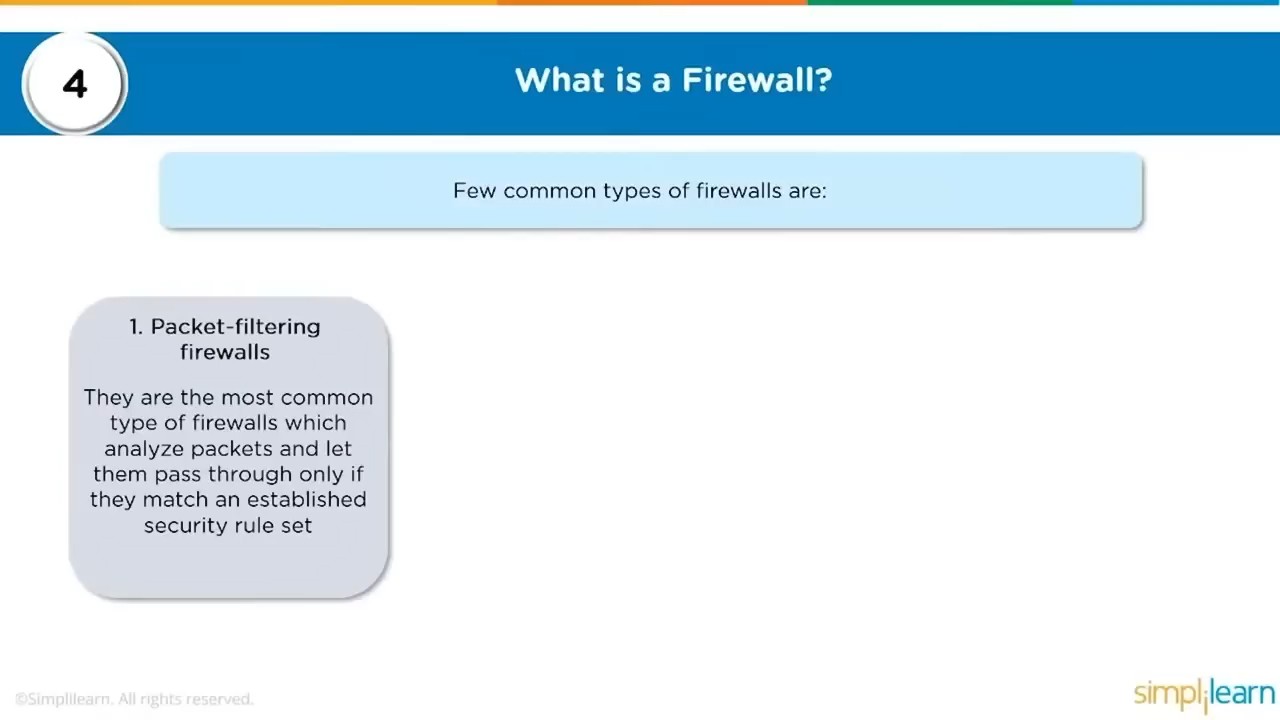 4
What is a Firewall?
Few common types of firewalls are:
1. Packet-filtering
firewalls
They are the most common
type of firewalls which
analyze packets and let
them pass through only if
they match an established
security rule set
©Simplilearn. All rights reserved.
simplilearn